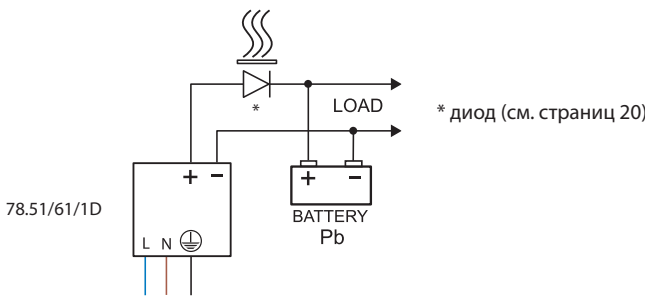 *
LOAD
* диод (см. страниц 20)
+ −
78.51/61/1D
+ −
L N
BATTERY
Pb